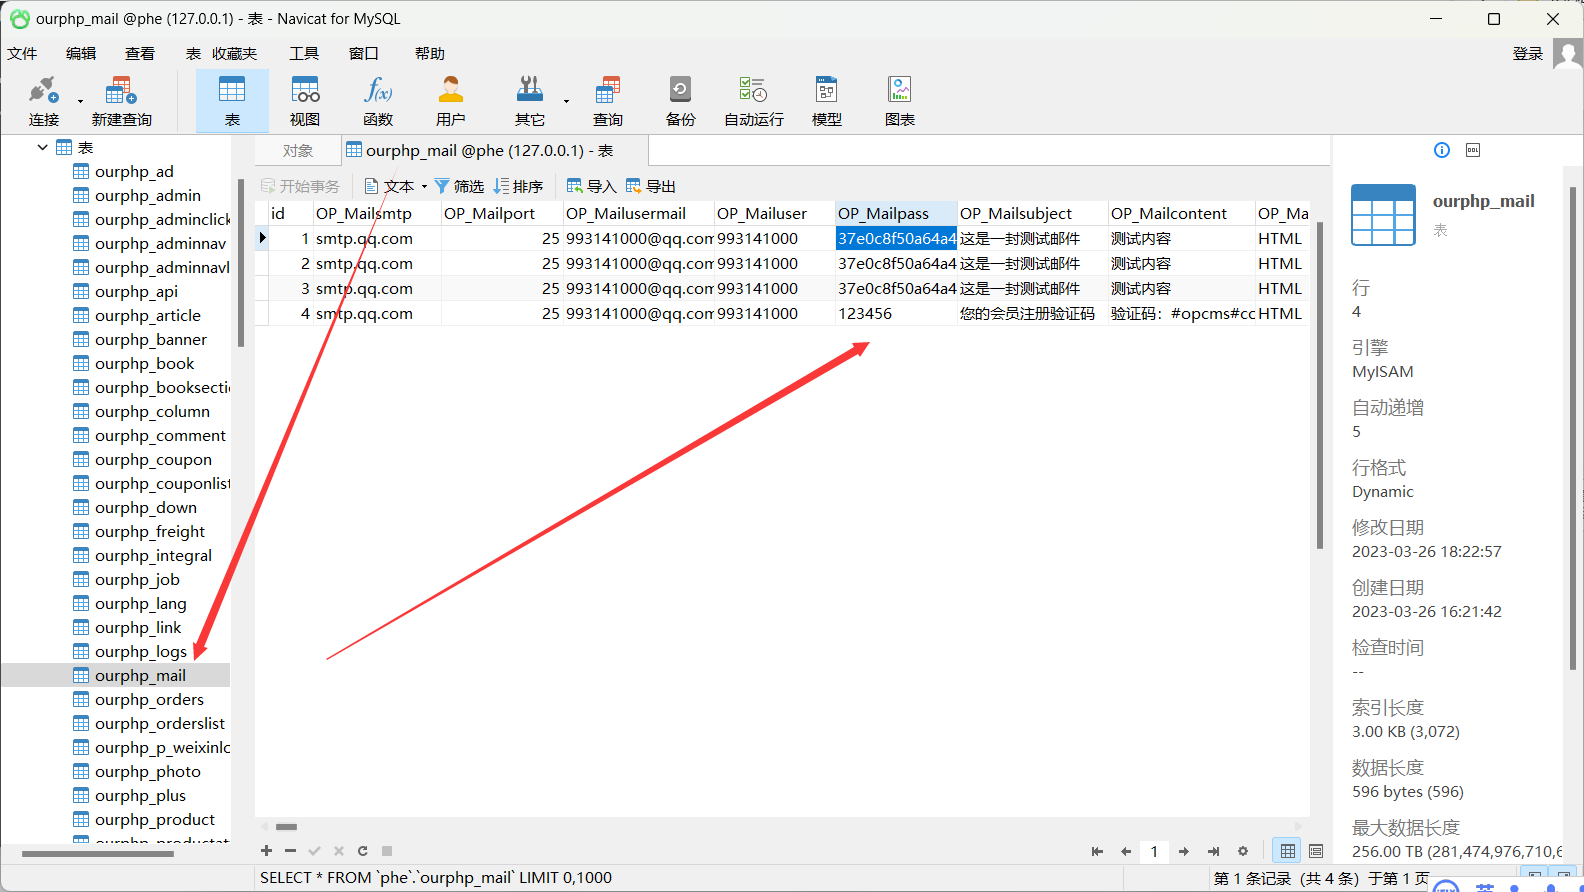 ourphp_mail @phe (127.0.0.1) - 表 - Navicat for MySQL
文件 编辑 查看 表 收藏夹 工具 窗口 帮助 登录
连接 新建查询 表 视图 函数 用户 其它 查询 备份 自动运行 模型 图表
表
ourphp_ad
ourphp_admin
ourphp_adminclick
ourphp_adminnav
ourphp_adminnavl
ourphp_api
ourphp_article
ourphp_banner
ourphp_book
ourphp_booksectic
ourphp_column
ourphp_comment
ourphp_coupon
ourphp_couponlist
ourphp_down
ourphp_freight
ourphp_integral
ourphp_job
ourphp_lang
ourphp_link
ourphp_logs
ourphp_mail
ourphp_orders
ourphp_orderslist
ourphp_p_weixinlc
ourphp_photo
ourphp_plus
ourphp_product
对象 ourphp_mail @phe (127.0.0.1) - 表
开始事务 文本 筛选 排序 导入 导出
id OP_Mailsmtp OP_Mailport OP_Mailusermail OP_Mailuser OP_Mailpass OP_Mailsubject OP_Mailcontent OP_Ma
1 smtp.qq.com 25 993141000@qq.com 993141000 37e0c8f50a64a4 这是一封测试邮件 测试内容 HTML
2 smtp.qq.com 25 993141000@qq.com 993141000 37e0c8f50a64a4 这是一封测试邮件 测试内容 HTML
3 smtp.qq.com 25 993141000@qq.com 993141000 37e0c8f50a64a4 这是一封测试邮件 测试内容 HTML
4 smtp.qq.com 25 993141000@qq.com 993141000 123456 您的会员注册验证码 验证码：#opcms#cc HTML
DDL
ourphp_mail
表
行
4
引擎
MyISAM
自动递增
5
行格式
Dynamic
修改日期
2023-03-26 18:22:57
创建日期
2023-03-26 16:21:42
检查时间
--
索引长度
3.00 KB (3,072)
数据长度
596 bytes (596)
最大数据长度
256.00 TB (281,474,976,710,6
1
SELECT * FROM `phe`.`ourphp_mail` LIMIT 0,1000
第 1 条记录（共 4 条）于第 1 页